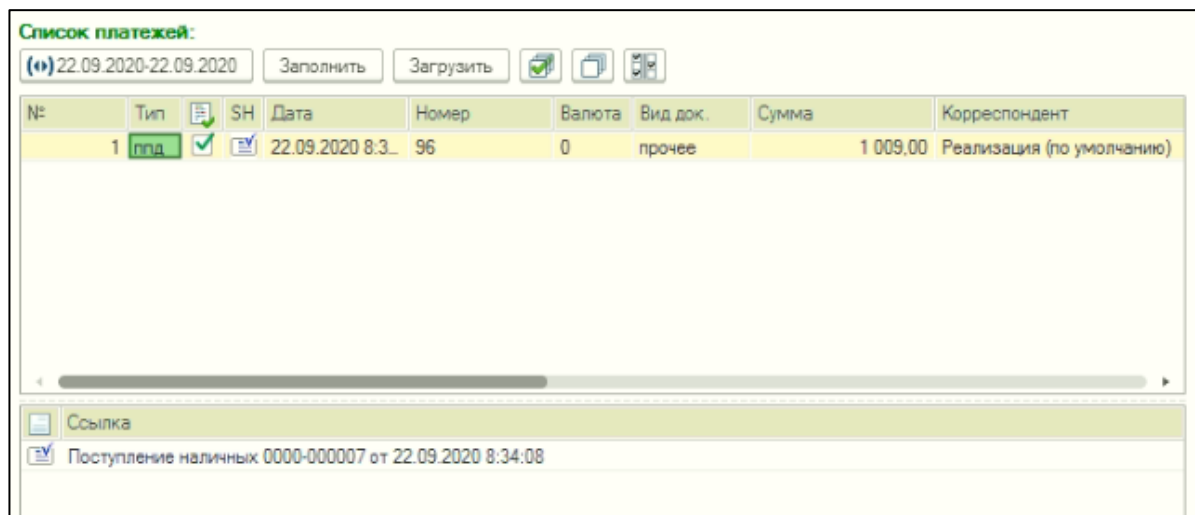 Список платежей:
22.09.2020-22.09.2020 Заполнить Загрузить
№ Тип SH Дата Номер Валюта Вид док. Сумма Корреспондент
1 ппд 22.09.2020 8:3... 96 0 прочее 1 009,00 Реализация (по умолчанию)
Ссылка
Поступление наличных 0000-000007 от 22.09.2020 8:34:08